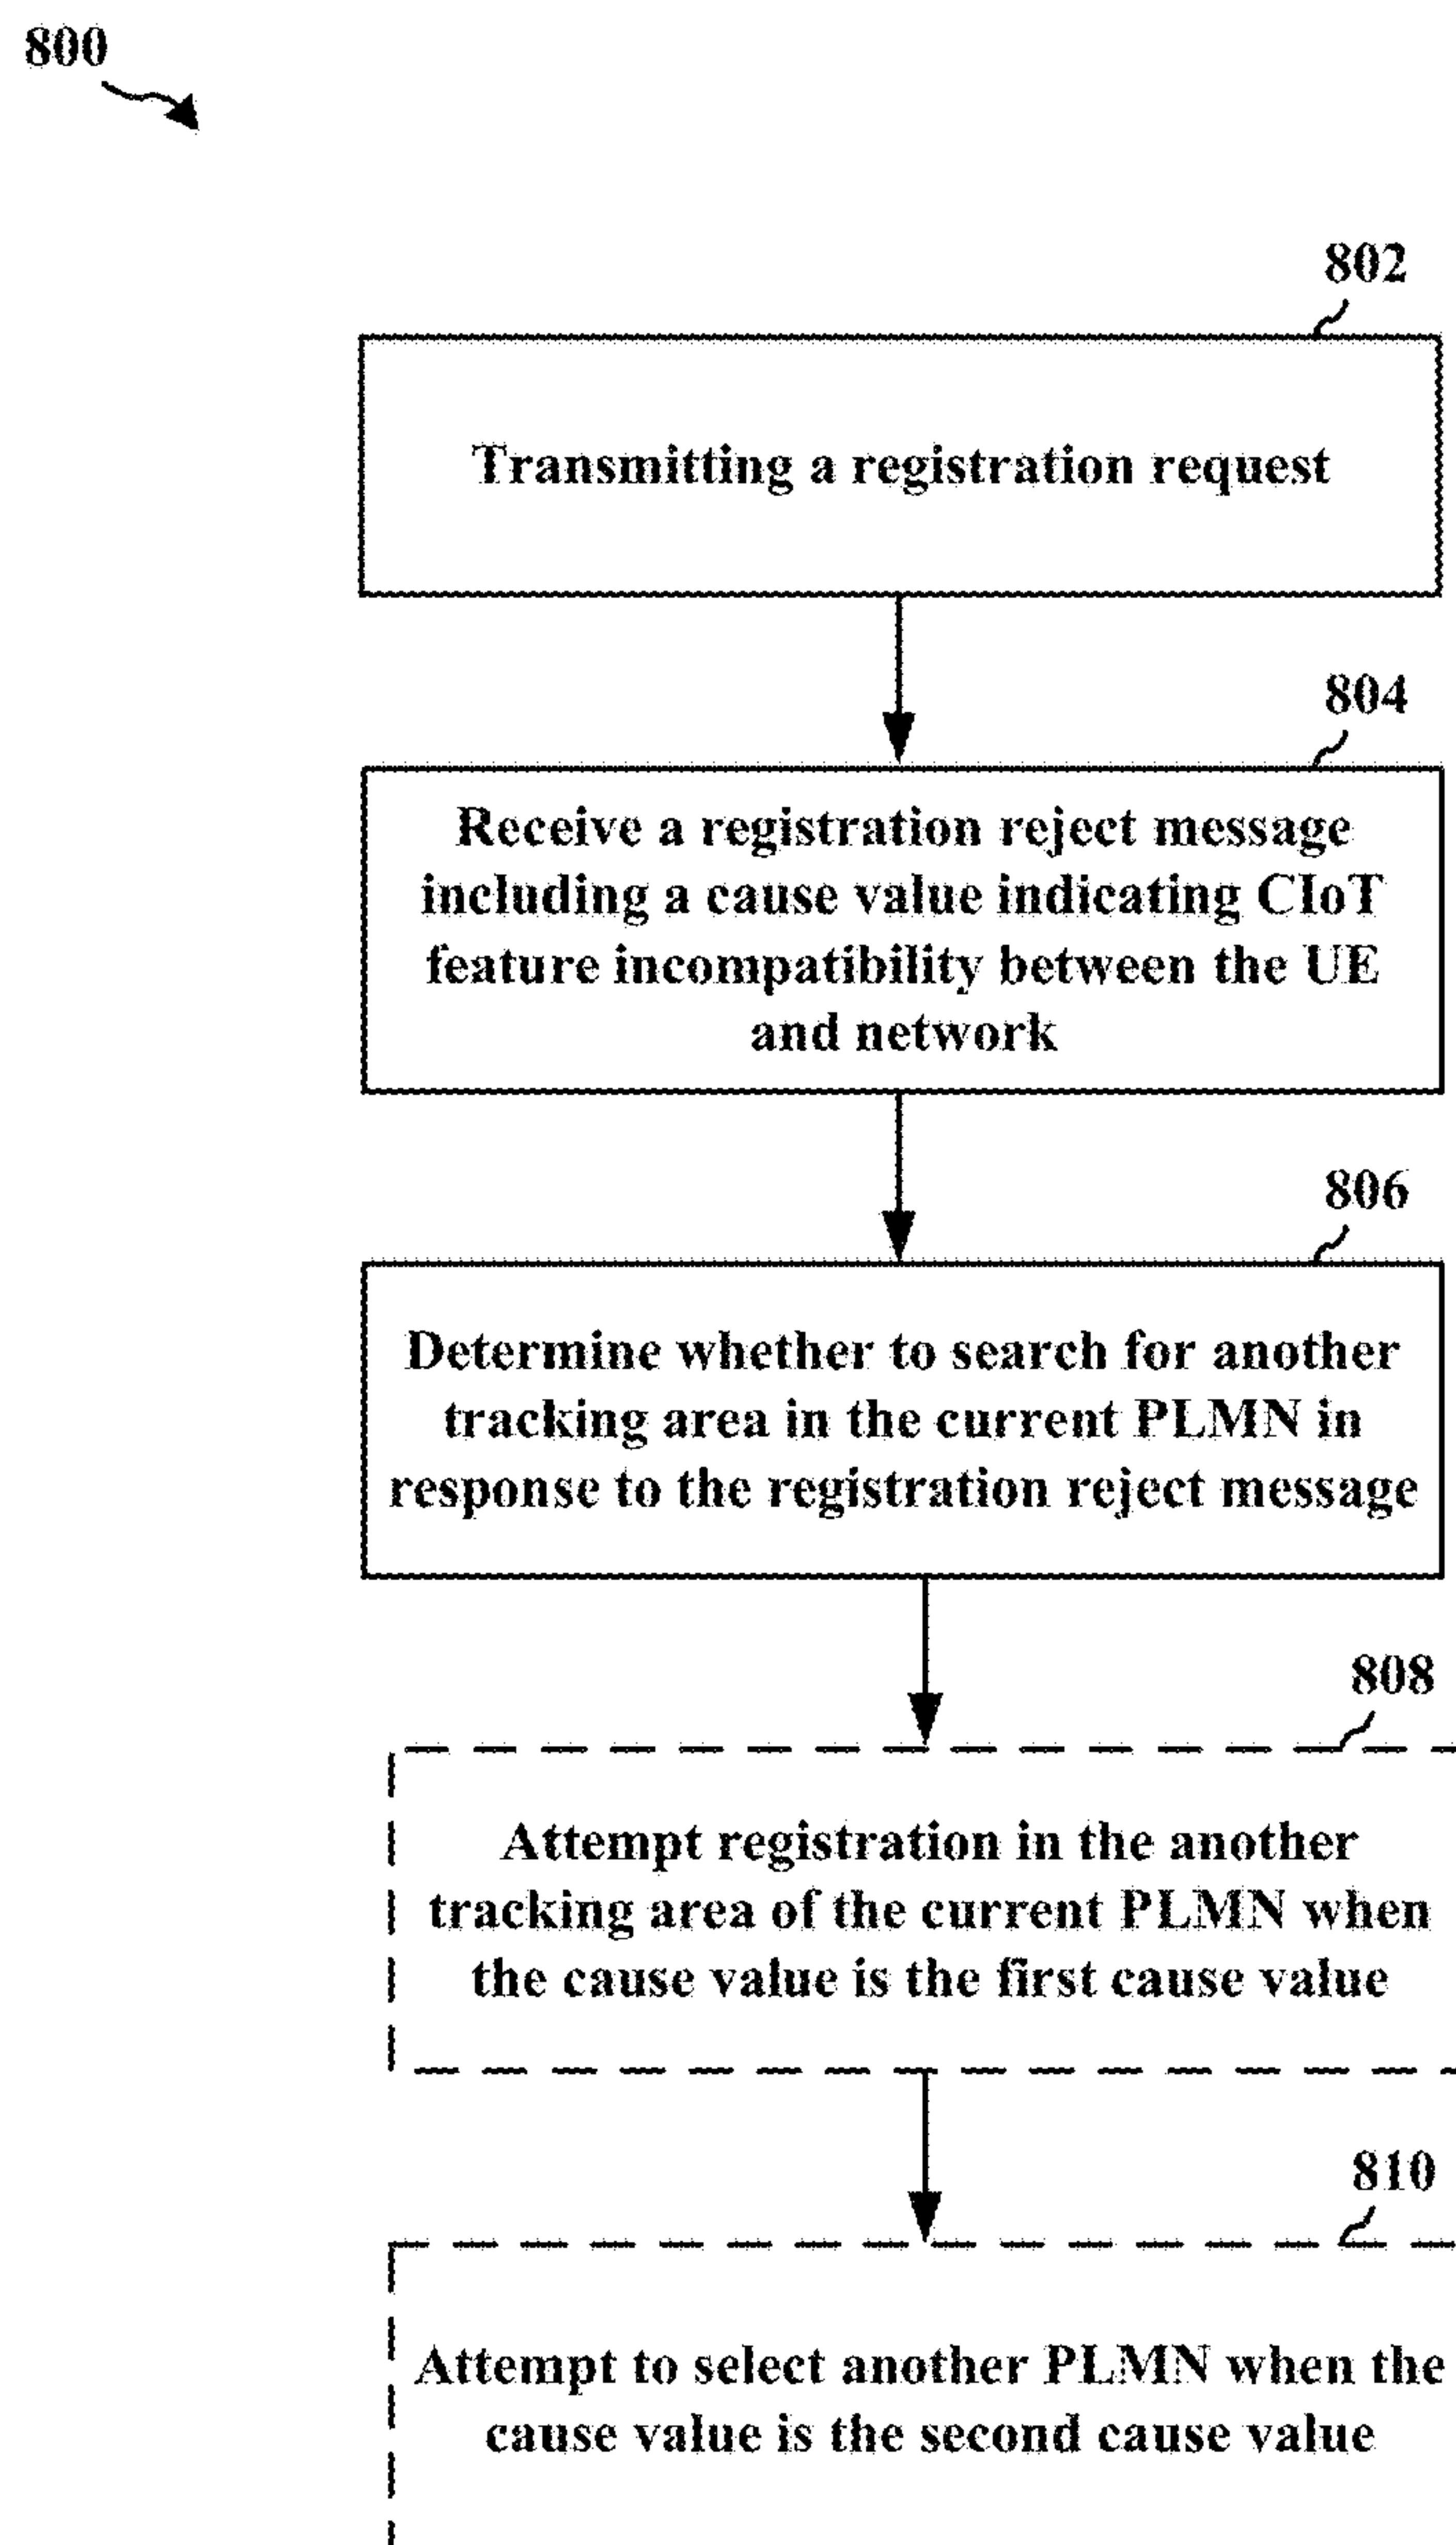 800
802
Transmitting a registration request
804
Receive a registration reject message
including a cause value indicating CIoT
feature incompatibility between the UE
and network
806
Determine whether to search for another
tracking area in the current PLMN in
response to the registration reject message
808
Attempt registration in the another
tracking area of the current PLMN when
the cause value is the first cause value
810
Attempt to select another PLMN when the
cause value is the second cause value